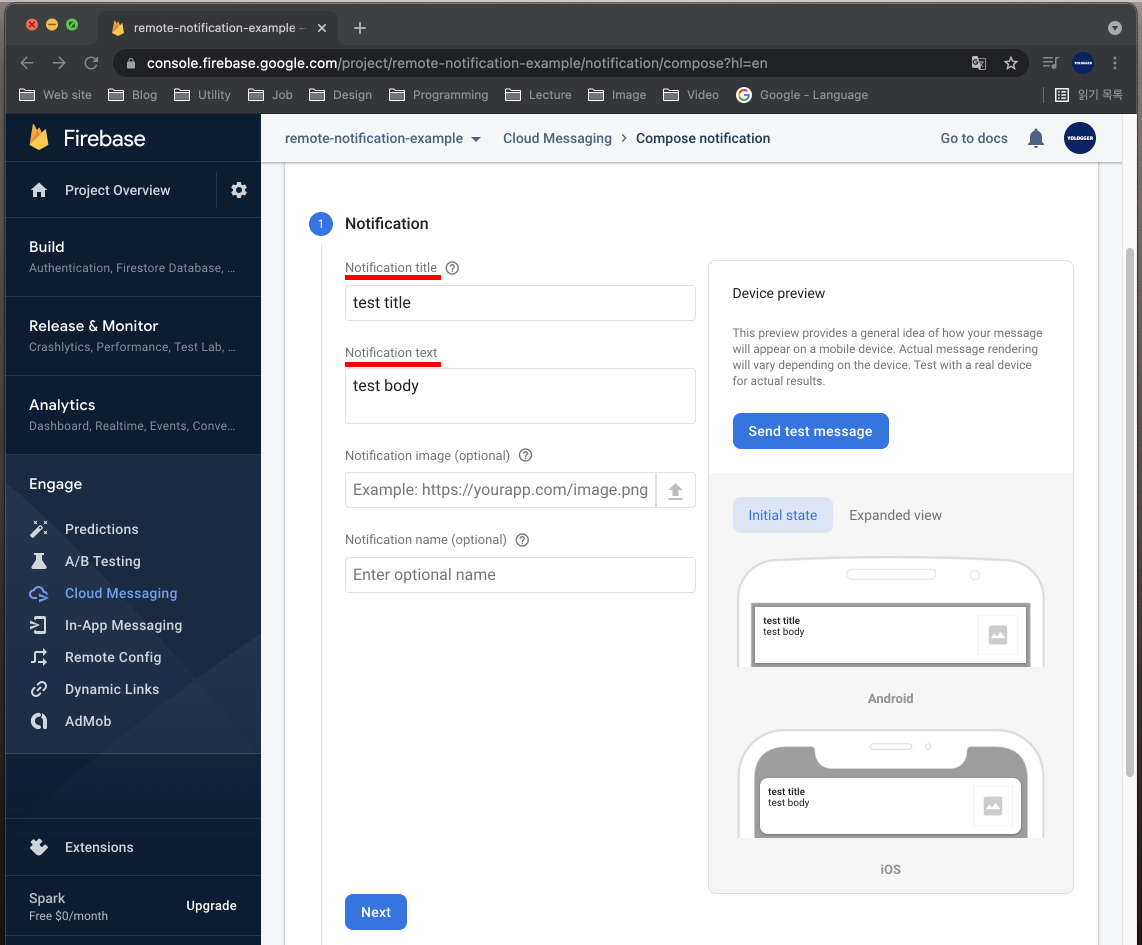 remote-notification-example –
console.firebase.google.com/project/remote-notification-example/notification/compose?hl=en
YOLOGGER
Web site
Blog
Utility
Job
Design
Programming
Lecture
Image
Video
Google - Language
읽기 목록
Firebase
remote-notification-example
Cloud Messaging
Compose notification
Go to docs
YOLOGGER
Project Overview
Build
Authentication, Firestore Database, ...
Release & Monitor
Crashlytics, Performance, Test Lab, ...
Analytics
Dashboard, Realtime, Events, Conve...
Engage
Predictions
A/B Testing
Cloud Messaging
In-App Messaging
Remote Config
Dynamic Links
AdMob
Extensions
Spark
Free $0/month
Upgrade
1
Notification
Notification title
test title
Notification text
test body
Notification image (optional)
Example: https://yourapp.com/image.png
Notification name (optional)
Enter optional name
Next
Device preview
This preview provides a general idea of how your message
will appear on a mobile device. Actual message rendering
will vary depending on the device. Test with a real device
for actual results.
Send test message
Initial state
Expanded view
test title
test body
Android
test title
test body
iOS